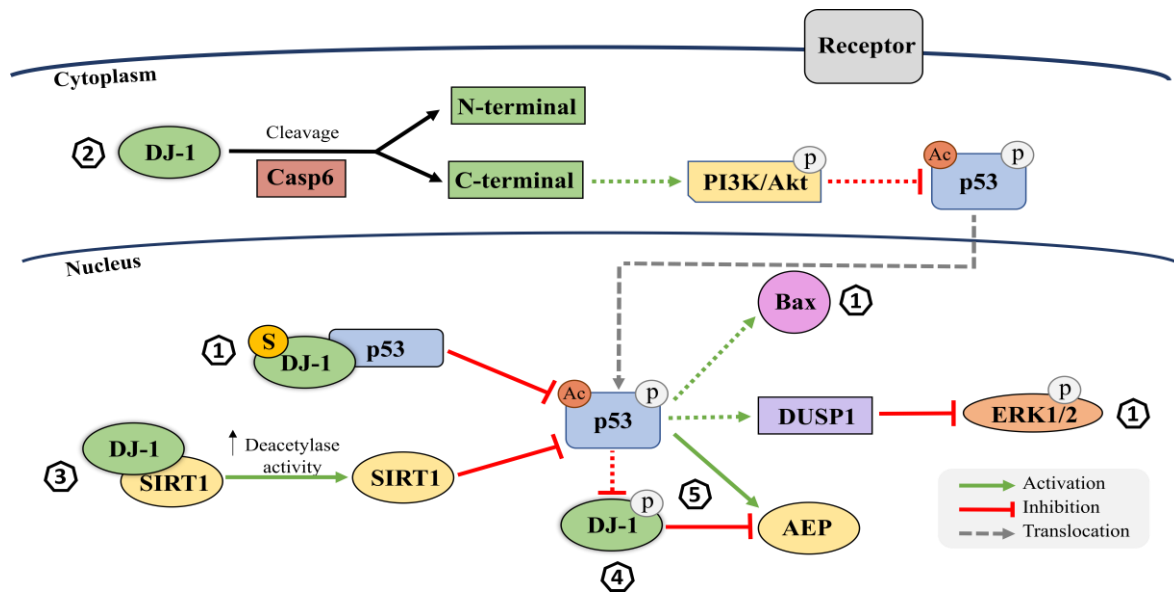 Receptor
Cytoplasm
N-terminal
2
DJ-1
Cleavage
Casp6
C-terminal
p
PI3K/Akt
Ac
p
p53
Nucleus
Bax
1
1
S
DJ-1
p53
Ac
p
p53
DUSP1
p
ERK1/2
1
3
DJ-1
SIRT1
↑ Deacetylase
activity
SIRT1
5
p
DJ-1
AEP
4
Activation
Inhibition
Translocation